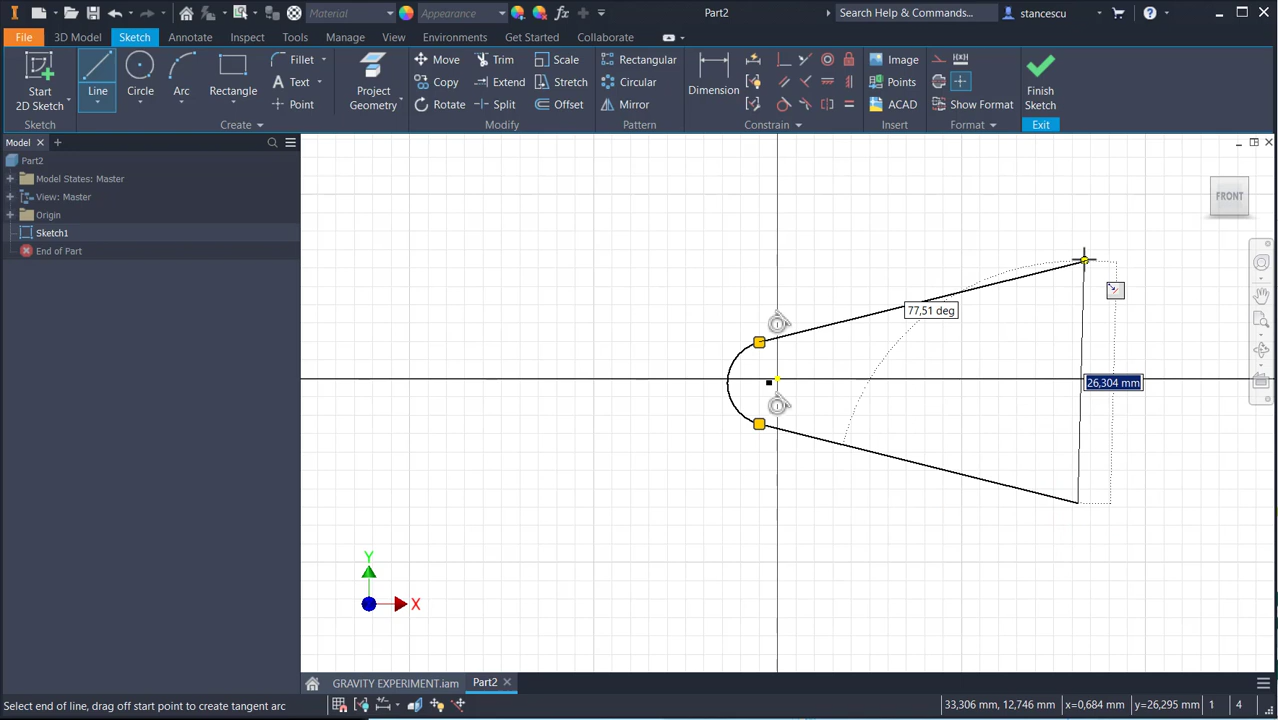 Material
Appearance
Part2
Search Help & Commands...
stancescu
File
3D Model
Sketch
Annotate
Inspect
Tools
Manage
View
Environments
Get Started
Collaborate
Start
2D Sketch
Line
Circle
Arc
Rectangle
Fillet
Text
Point
Project
Geometry
Move
Copy
Rotate
Trim
Extend
Split
Scale
Stretch
Offset
Rectangular
Circular
Mirror
Dimension
Image
Points
ACAD
Show Format
Finish
Sketch
Sketch
Create
Modify
Pattern
Constrain
Insert
Format
Exit
Model
Part2
Model States: Master
View: Master
Origin
Sketch1
End of Part
FRONT
77,51 deg
26,304 mm
Y
X
GRAVITY EXPERIMENT.iam
Part2
Select end of line, drag off start point to create tangent arc
33,306 mm, 12,746 mm
x=0,684 mm
y=26,295 mm
1
4